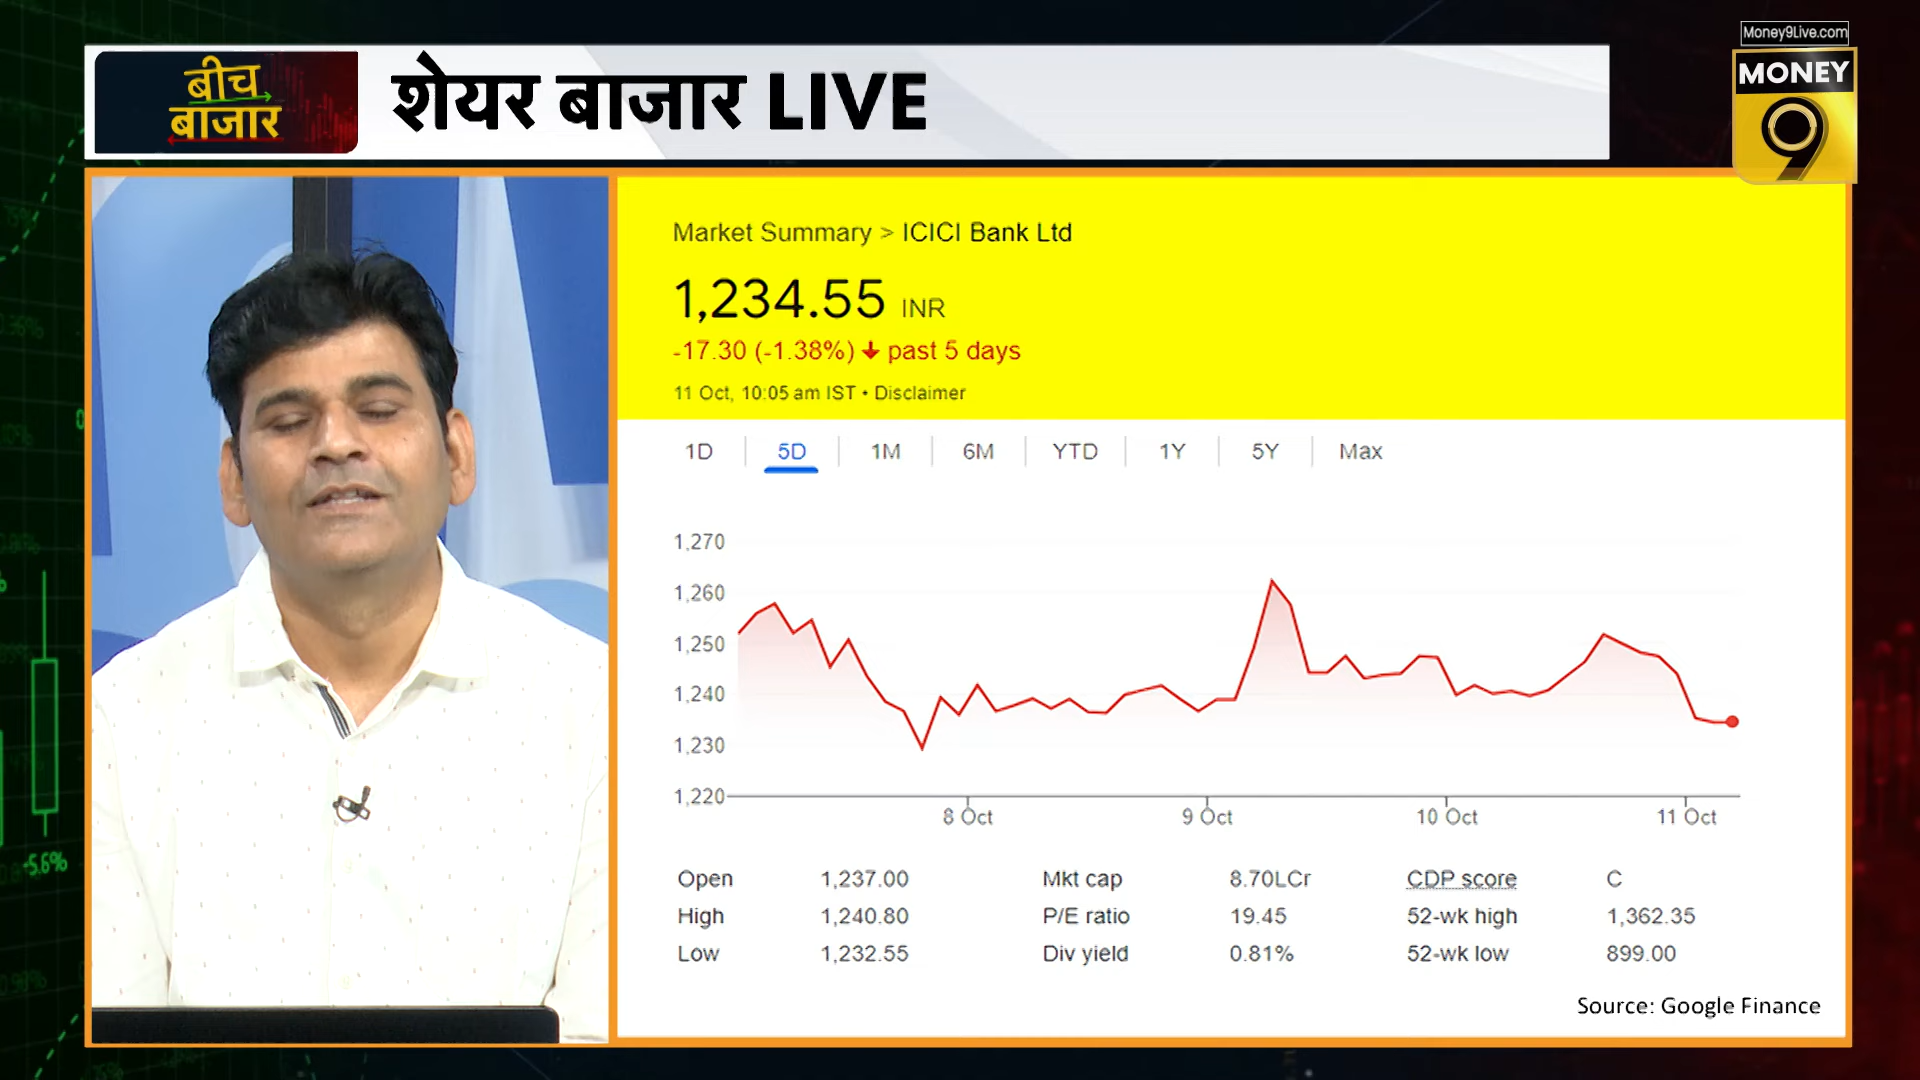 Money9Live.com
MONEY
9
बीच
बाजार
शेयर बाजार LIVE
Market Summary > ICICI Bank Ltd
1,234.55 INR
-17.30 (-1.38%) ↓ past 5 days
11 Oct, 10:05 am IST • Disclaimer
1D 5D 1M 6M YTD 1Y 5Y Max
1,270
1,260
1,250
1,240
1,230
1,220
8 Oct 9 Oct 10 Oct 11 Oct
Open 1,237.00 Mkt cap 8.70LCr CDP score C
High 1,240.80 P/E ratio 19.45 52-wk high 1,362.35
Low 1,232.55 Div yield 0.81% 52-wk low 899.00
Source: Google Finance
-5.6%